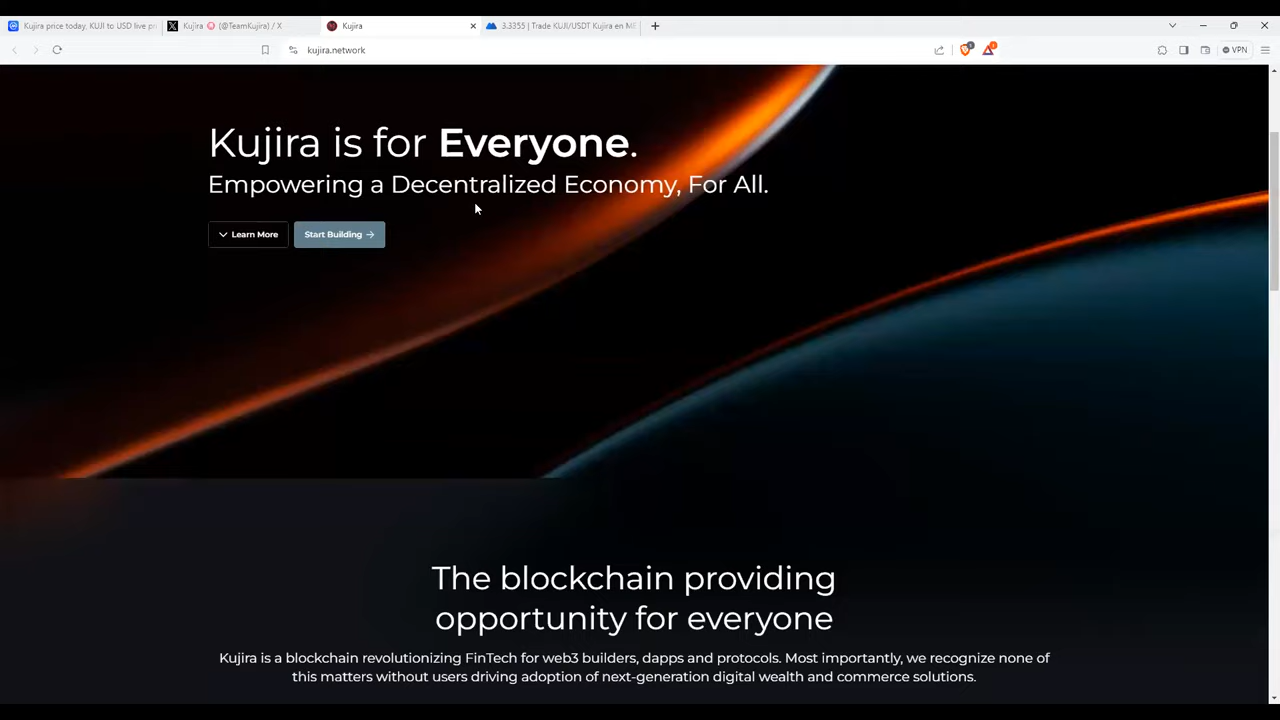 Kujira price today, KUJI to USD live pr
Kujira (@TeamKujira) / X
Kujira
3.3355 | Trade KUJI/USDT Kujira en ME
kujira.network
VPN
Kujira is for Everyone.
Empowering a Decentralized Economy, For All.
Learn More
Start Building →
The blockchain providing
opportunity for everyone
Kujira is a blockchain revolutionizing FinTech for web3 builders, dapps and protocols. Most importantly, we recognize none of
this matters without users driving adoption of next-generation digital wealth and commerce solutions.